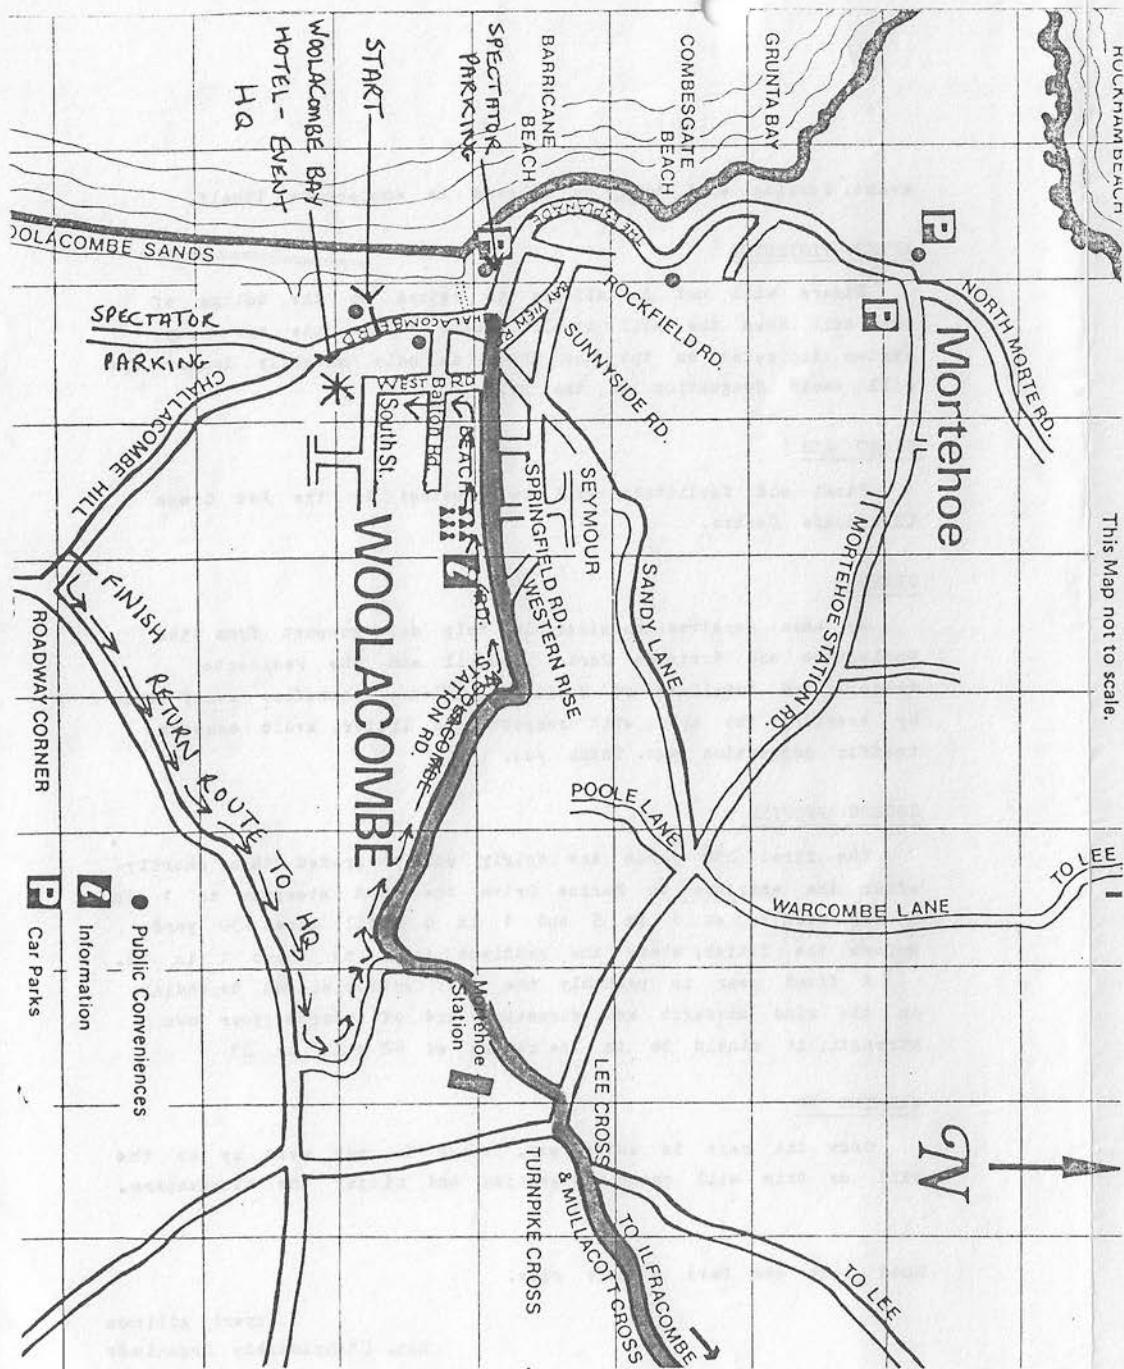 This Map not to scale.
ROCKHAM BEACH
GRUNTA BAY
COMBESGATE
BEACH
BARRICANE
BEACH
SPECTATOR
PARKING
START
WOOLACOMBE BAY
HOTEL - EVENT
HQ
OOLACOMBE SANDS
SPECTATOR
PARKING
CHALLACOMBE HILL
THE ESPLANADE
P
P
P
NORTH MORTE RD.
Mortehoe
MORTEHOE STATION RD.
ROCKFIELD RD.
SUNNYSIDE RD.
BAY VIEW R
RD
WEST RD
BEACH
RD.
Barton Rd.
South St.
SEYMOUR
SPRINGFIELD RD.
WESTERN RISE
SANDY LANE
WOOLACOMBE
i
WOOLACOMBE
STATION RD.
POOLE LANE
WARCOMBE LANE
TO LEE
FINISH
ROADWAY CORNER
RETURN ROUTE TO HQ
Mortehoe
Station
LEE CROSS
TURNPIKE CROSS
TO ILFRACOMBE
& MULLACOTT CROSS
TO LEE
N
Public Conveniences
i Information
P Car Parks